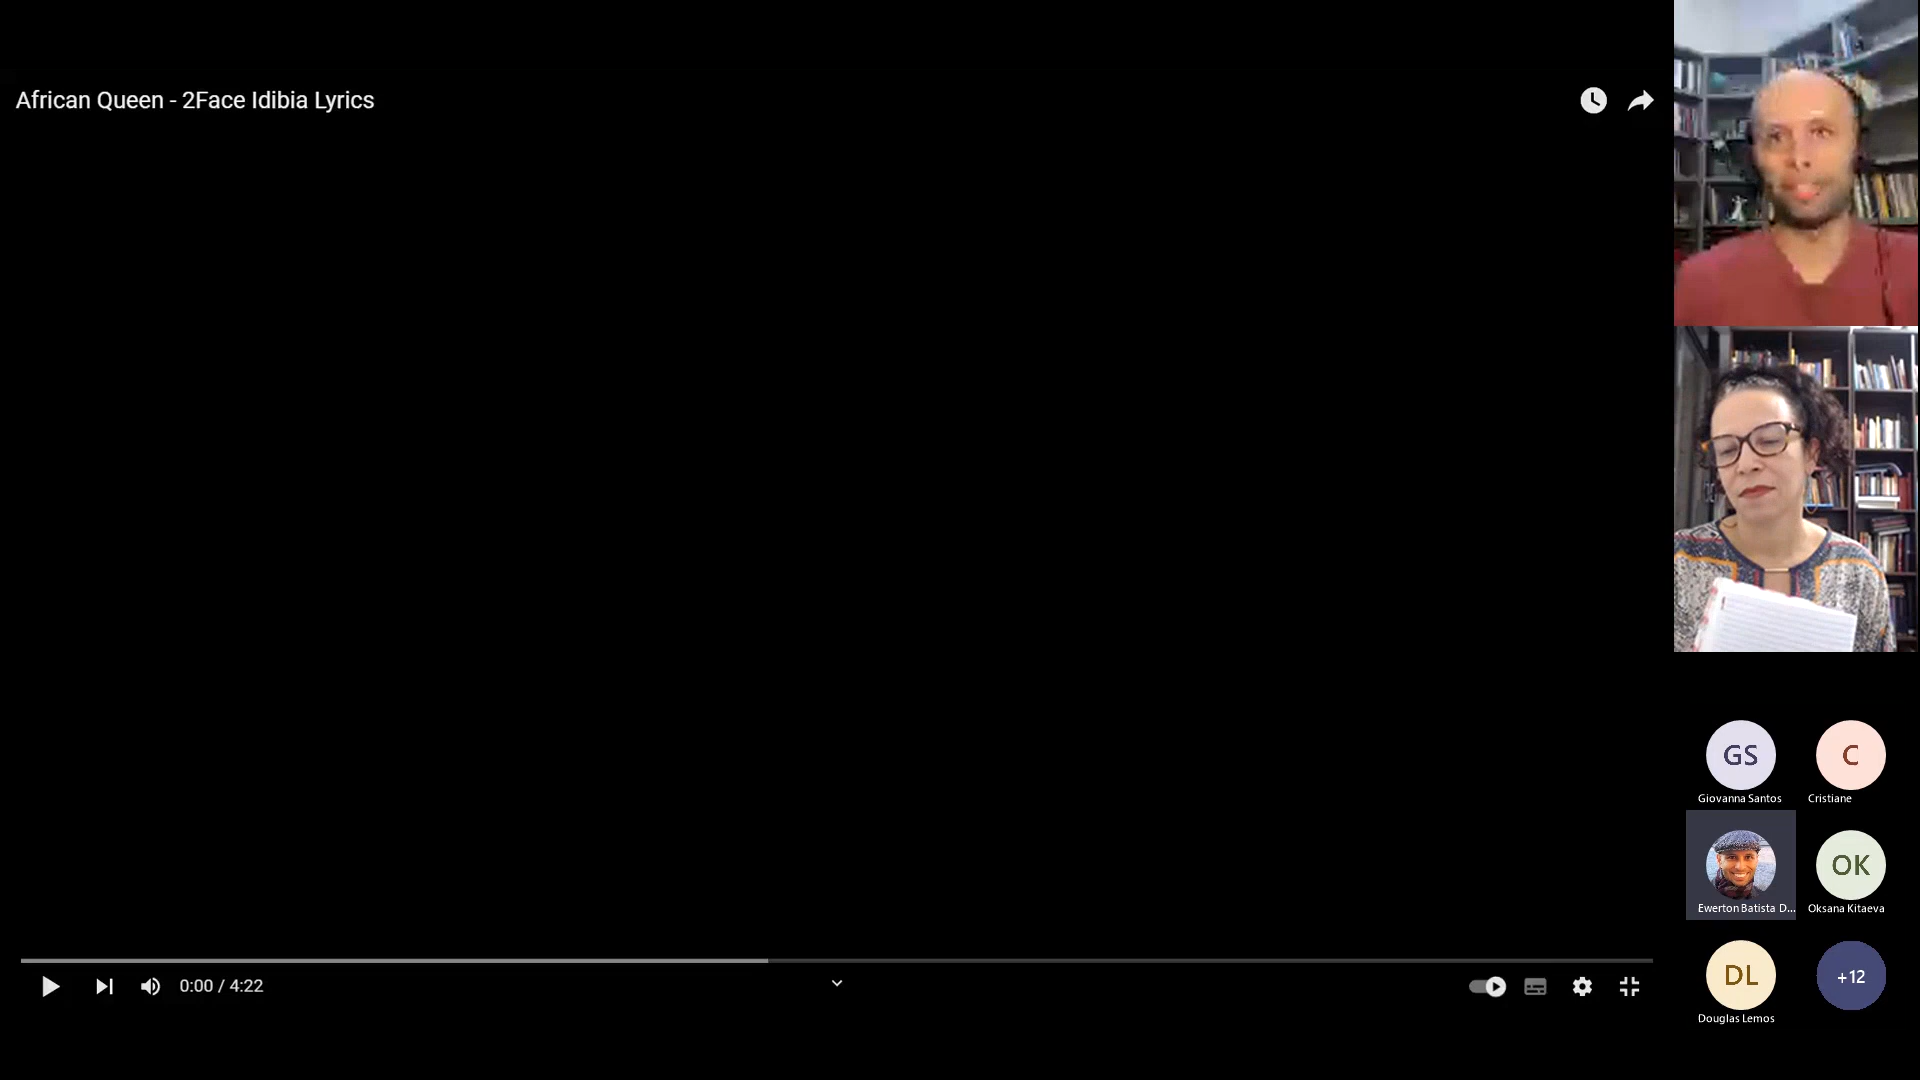 African Queen - 2Face Idibia Lyrics
GS
C
Giovanna Santos
Cristiane
Ewerton Batista D...
OK
Oksana Kitaeva
DL
+12
Douglas Lemos
0:00 / 4:22